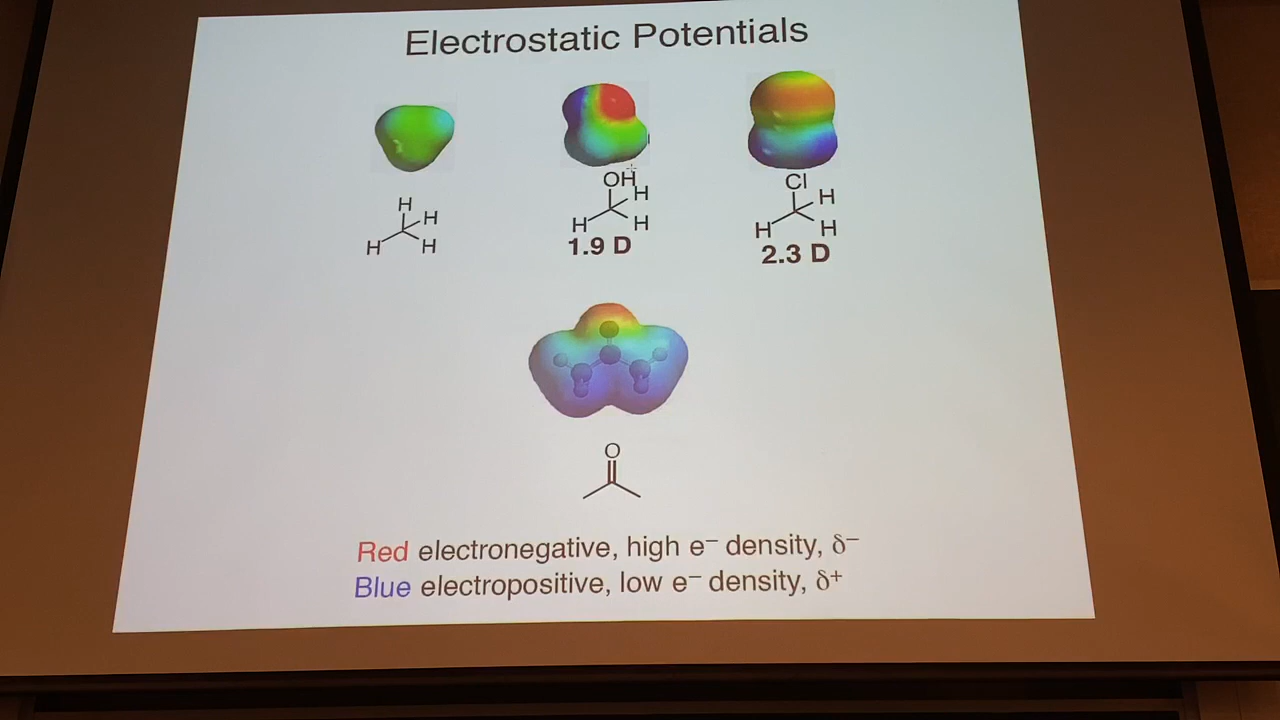 Electrostatic Potentials
H
H
H
H
OH
H
H
H
1.9 D
Cl
H
H
H
2.3 D
O
Red electronegative, high e⁻ density, δ⁻
Blue electropositive, low e⁻ density, δ+